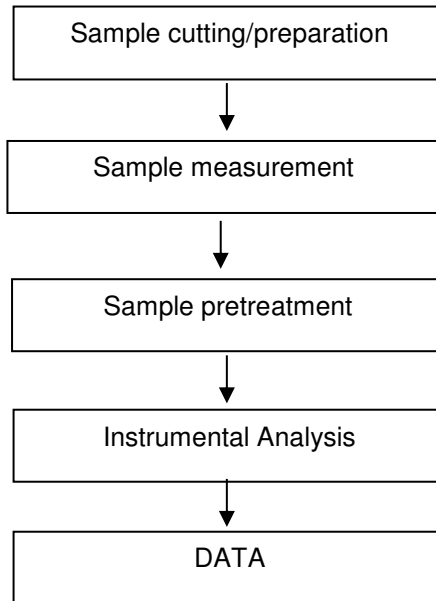 Sample cutting/preparation
Sample measurement
Sample pretreatment
Instrumental Analysis
DATA